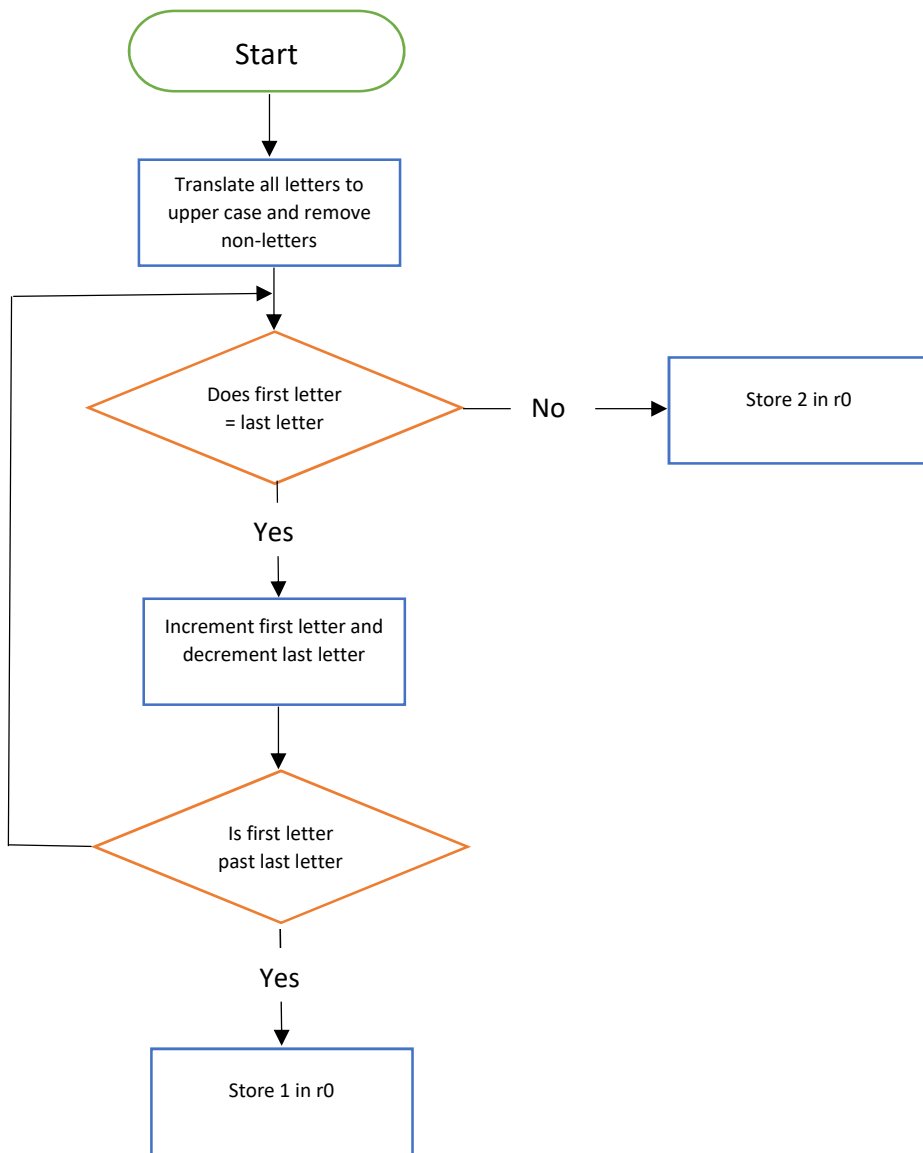 Start
Translate all letters to
upper case and remove
non-letters
Does first letter
= last letter
No
Store 2 in r0
Yes
Increment first letter and
decrement last letter
Is first letter
past last letter
Yes
Store 1 in r0